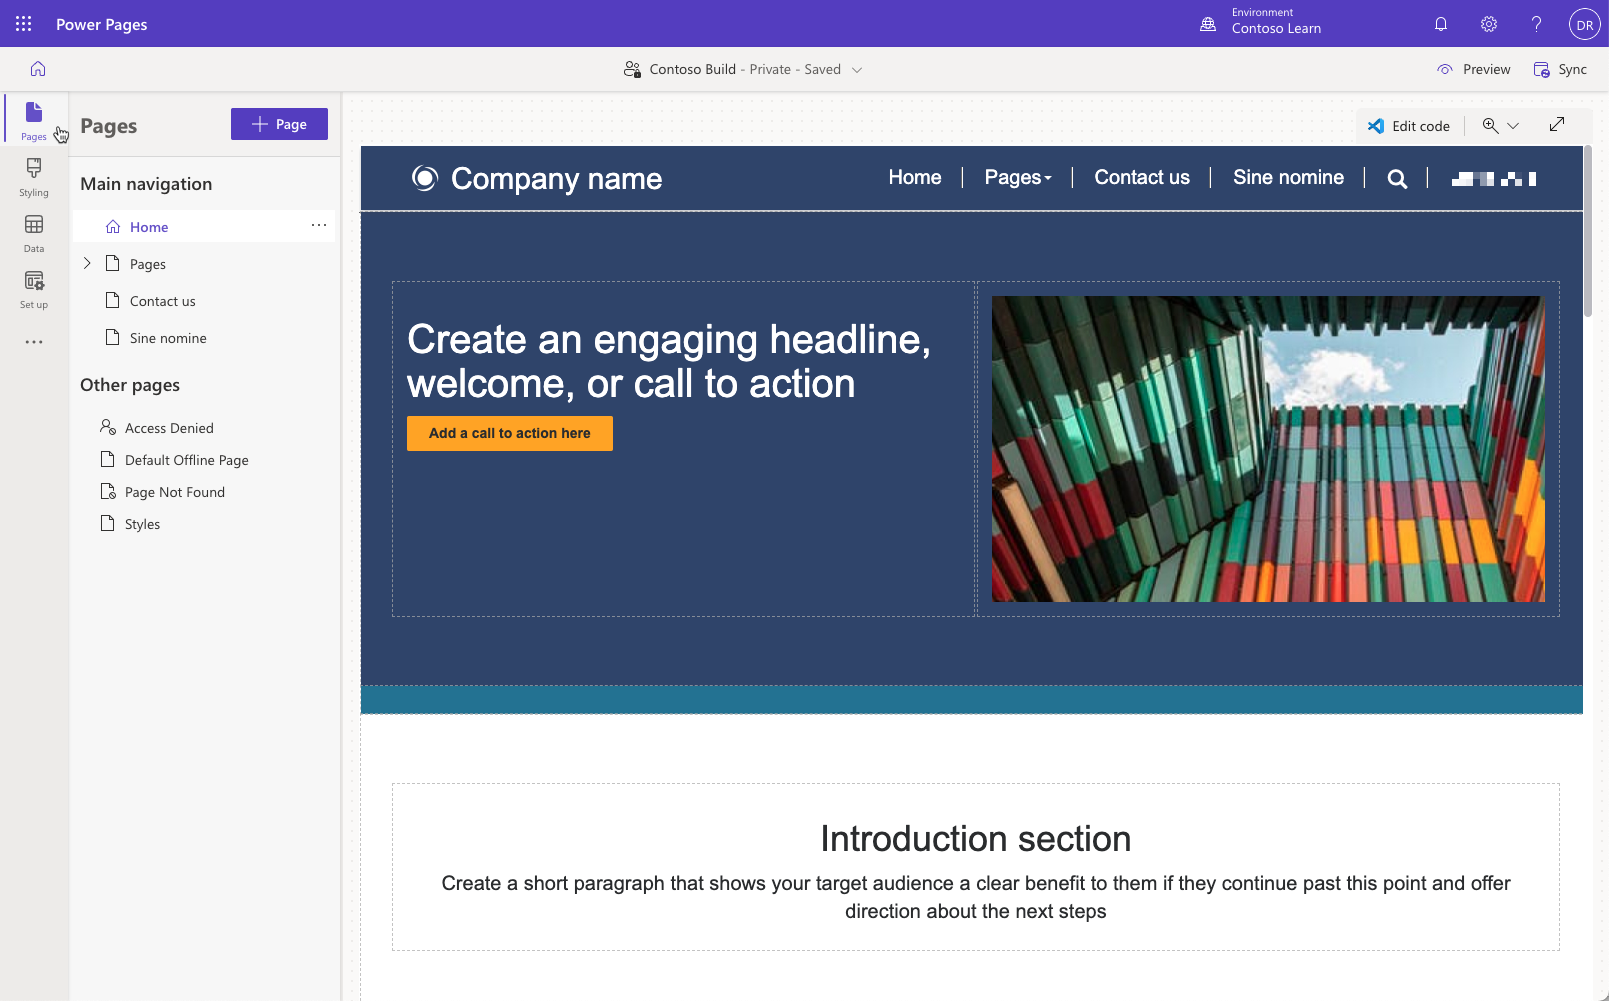 Power Pages
Environment
Contoso Learn
DR
Contoso Build - Private - Saved
Preview
Sync
Pages
Styling
Data
Set up
Pages
Page
Main navigation
Home
Pages
Contact us
Sine nomine
Other pages
Access Denied
Default Offline Page
Page Not Found
Styles
Edit code
Company name
Home
Pages
Contact us
Sine nomine
Create an engaging headline,
welcome, or call to action
Add a call to action here
Introduction section
Create a short paragraph that shows your target audience a clear benefit to them if they continue past this point and offer
direction about the next steps